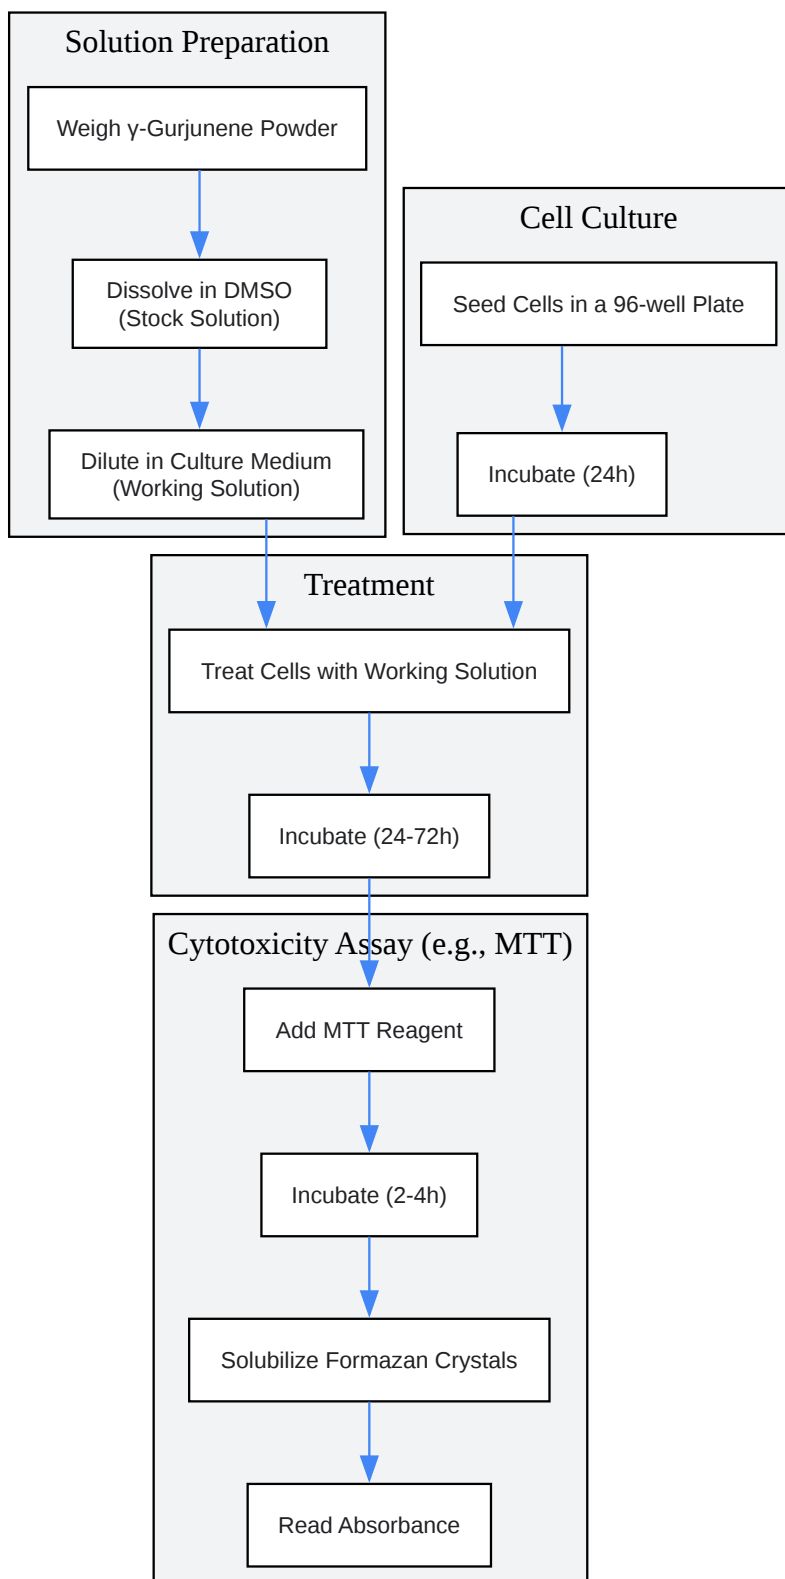 Solution Preparation
Weigh γ-Gurjunene Powder
Dissolve in DMSO
(Stock Solution)
Dilute in Culture Medium
(Working Solution)
Cell Culture
Seed Cells in a 96-well Plate
Incubate (24h)
Treatment
Treat Cells with Working Solution
Incubate (24-72h)
Cytotoxicity Assay (e.g., MTT)
Add MTT Reagent
Incubate (2-4h)
Solubilize Formazan Crystals
Read Absorbance